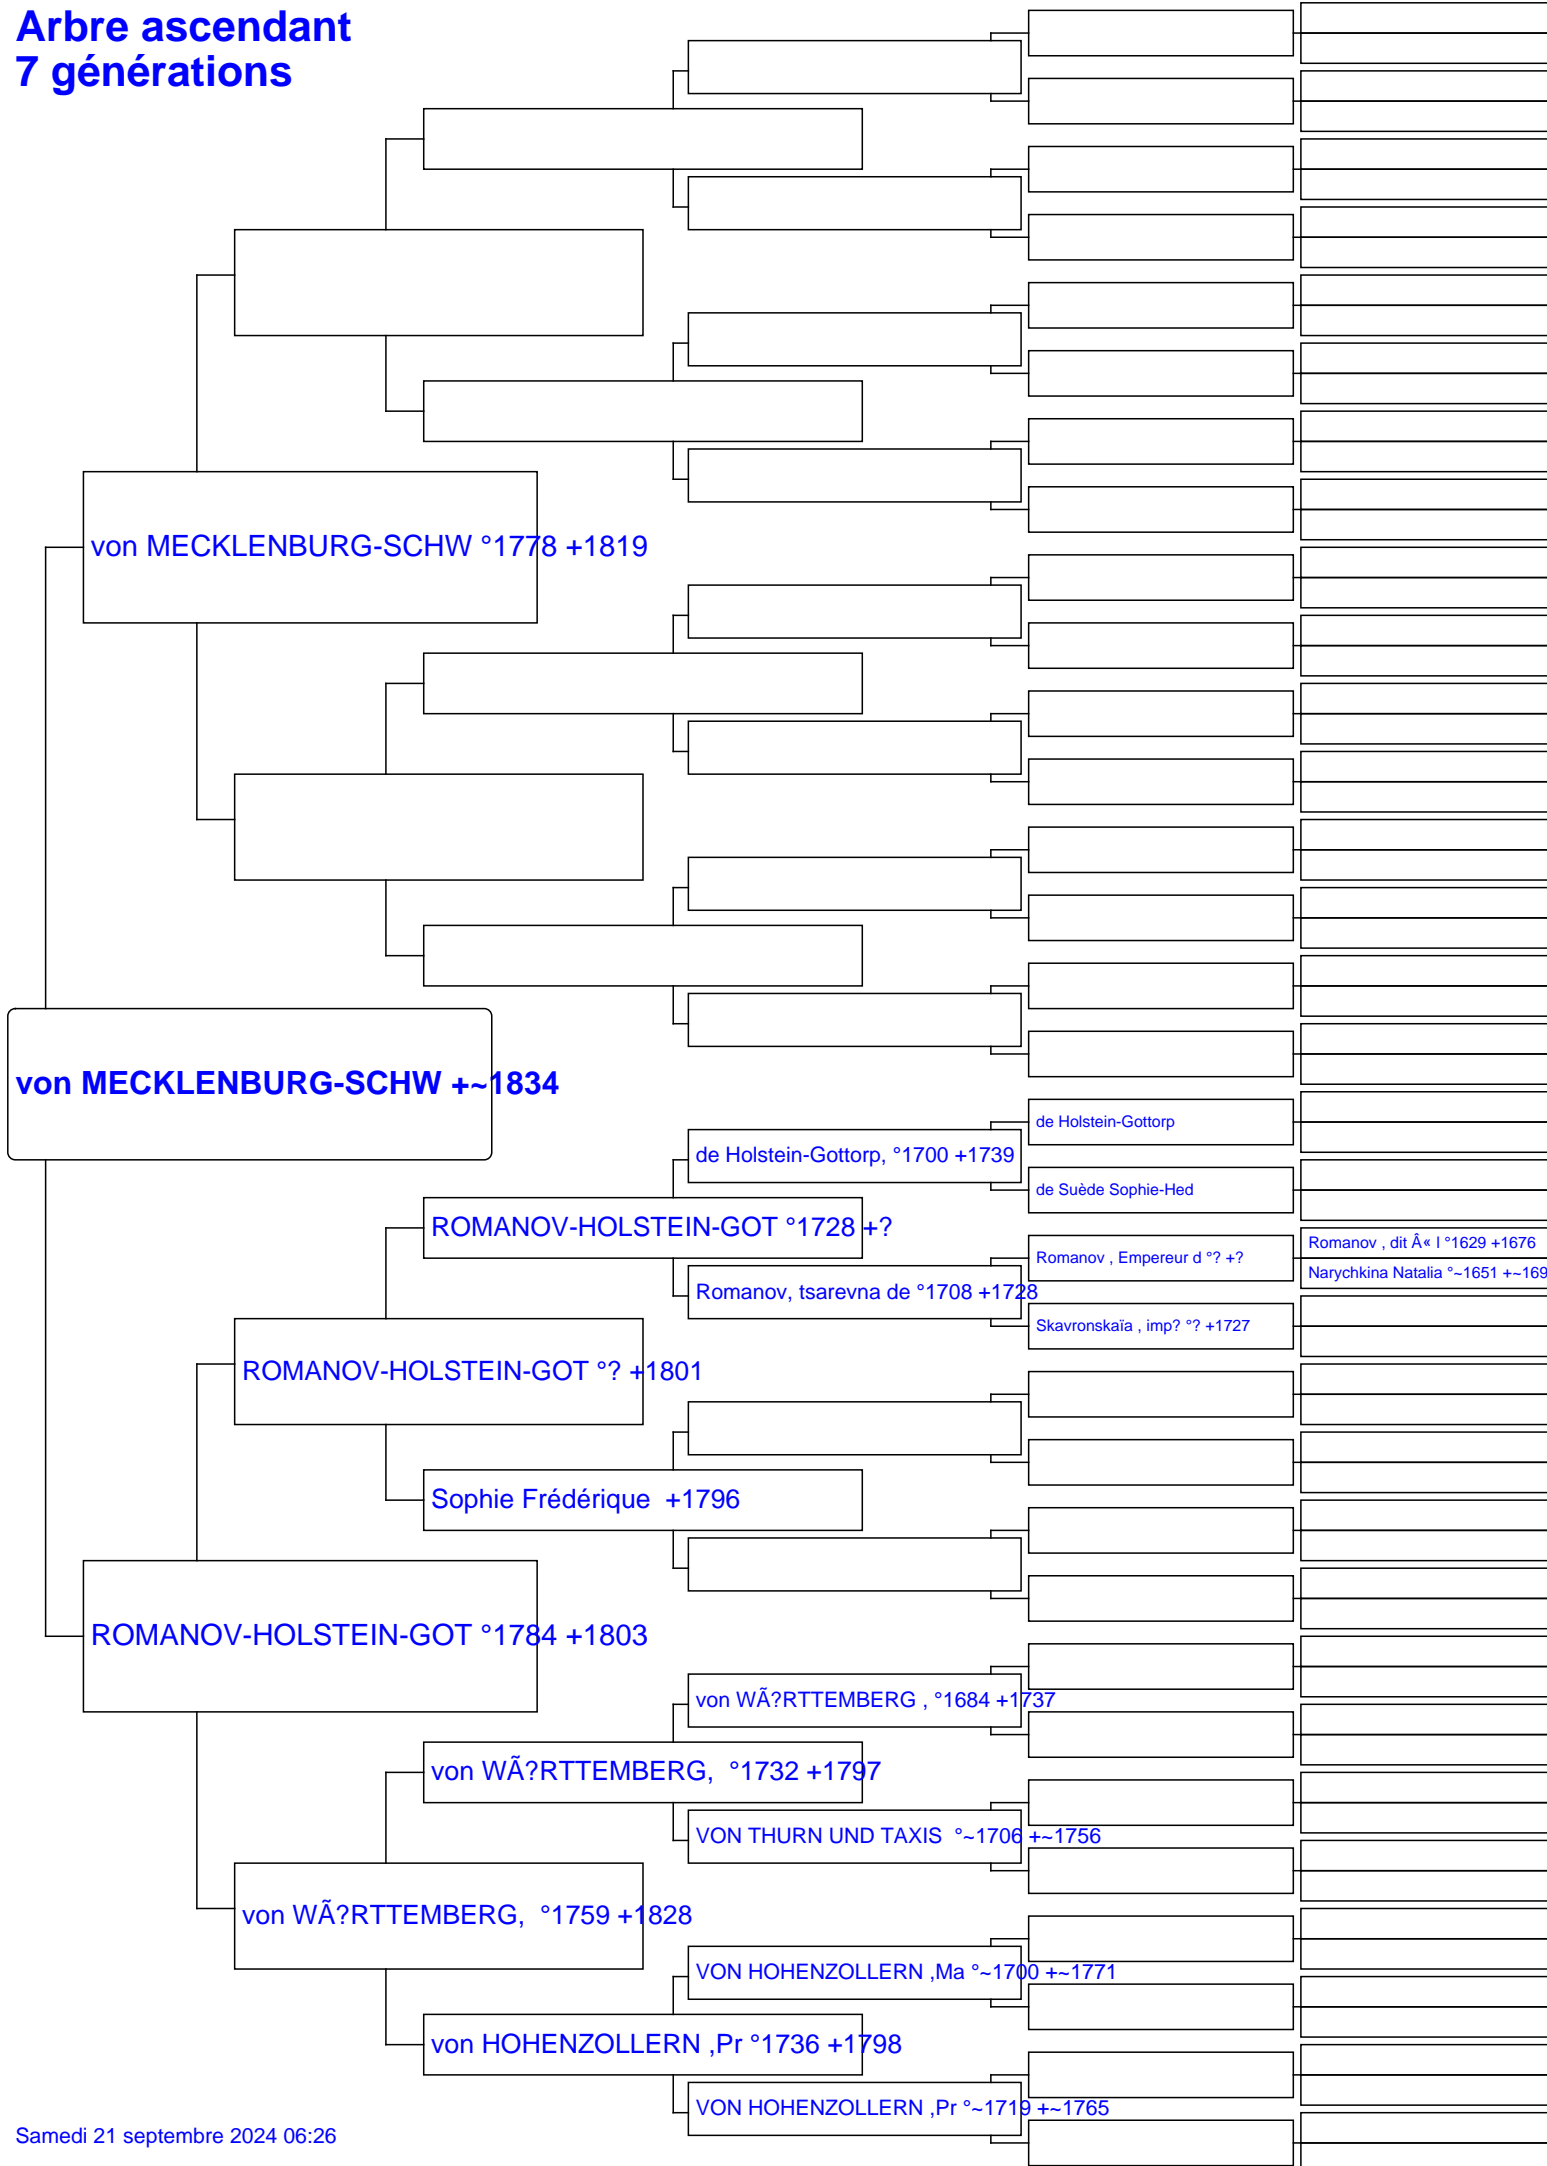 Arbre ascendant
7 générations
von MECKLENBURG-SCHW °1778 +1819
von MECKLENBURG-SCHW +~1834
de Holstein-Gottorp
de Holstein-Gottorp, °1700 +1739
de Suède Sophie-Hed
ROMANOV-HOLSTEIN-GOT °1728 +?
Romanov , dit Â« l °1629 +1676
Romanov , Empereur d °? +?
Narychkina Natalia °~1651 +~169
Romanov, tsarevna de °1708 +1728
Skavronskaïa , imp? °? +1727
ROMANOV-HOLSTEIN-GOT °? +1801
Sophie Frédérique  +1796
ROMANOV-HOLSTEIN-GOT °1784 +1803
von WÃ?RTTEMBERG , °1684 +1737
von WÃ?RTTEMBERG,  °1732 +1797
VON THURN UND TAXIS  °~1706 +~1756
von WÃ?RTTEMBERG,  °1759 +1828
VON HOHENZOLLERN ,Ma °~1700 +~1771
von HOHENZOLLERN ,Pr °1736 +1798
VON HOHENZOLLERN ,Pr °~1719 +~1765
Samedi 21 septembre 2024 06:26